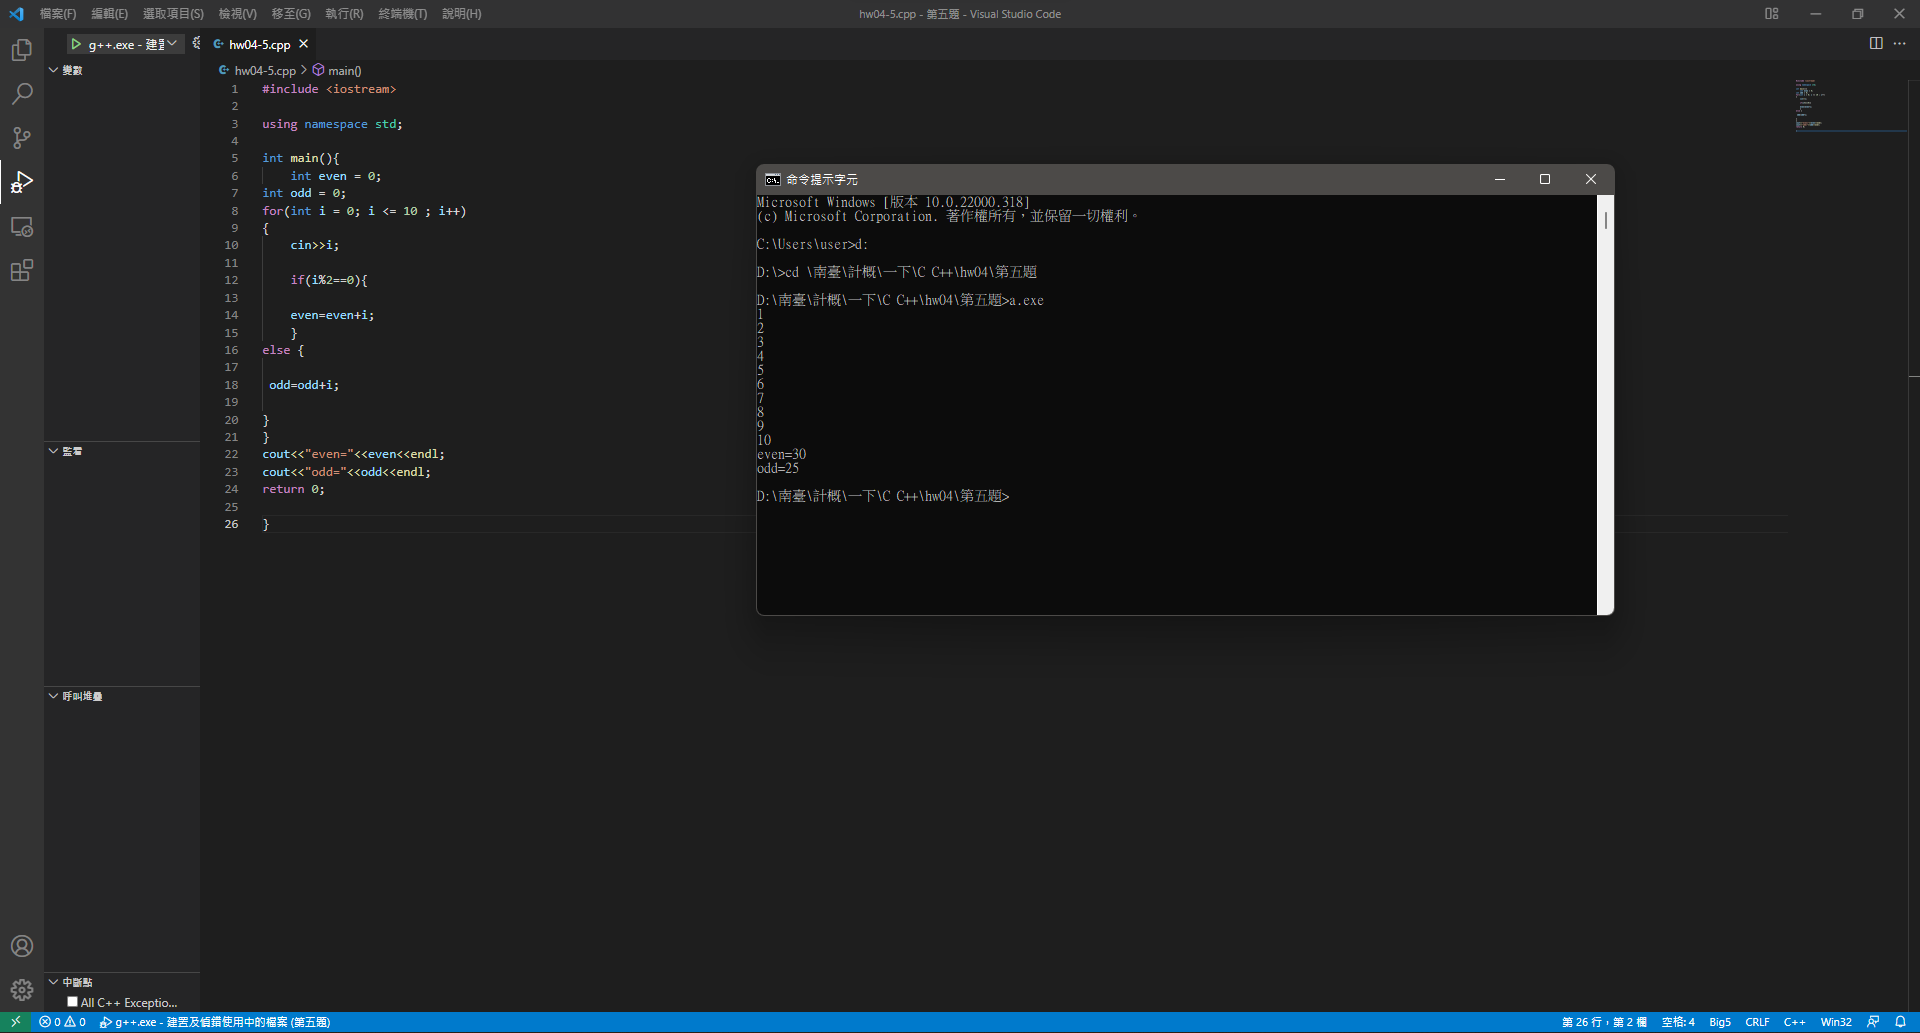 檔案(F) 編輯(E) 選取項目(S) 檢視(V) 移至(G) 執行(R) 終端機(T) 說明(H)
hw04-5.cpp - 第五題 - Visual Studio Code
g++.exe - 建置
hw04-5.cpp
hw04-5.cpp > main()
變數
監看
呼叫堆疊
中斷點
All C++ Exceptio...
1 #include <iostream>
2
3 using namespace std;
4
5 int main(){
6 int even = 0;
7 int odd = 0;
8 for(int i = 0; i <= 10 ; i++)
9 {
10 cin>>i;
11
12 if(i%2==0){
13
14 even=even+i;
15 }
16 else {
17
18 odd=odd+i;
19
20 }
21 }
22 cout<<"even="<<even<<endl;
23 cout<<"odd="<<odd<<endl;
24 return 0;
25
26 }
命令提示字元
Microsoft Windows [版本 10.0.22000.318]
(c) Microsoft Corporation. 著作權所有，並保留一切權利。
C:\Users\user>d:
D:\>cd \南臺\計概\一下\C C++\hw04\第五題
D:\南臺\計概\一下\C C++\hw04\第五題>a.exe
1
2
3
4
5
6
7
8
9
10
even=30
odd=25
D:\南臺\計概\一下\C C++\hw04\第五題>
0 0 g++.exe - 建置及偵錯使用中的檔案 (第五題)
第 26 行，第 2 欄 空格: 4 Big5 CRLF C++ Win32